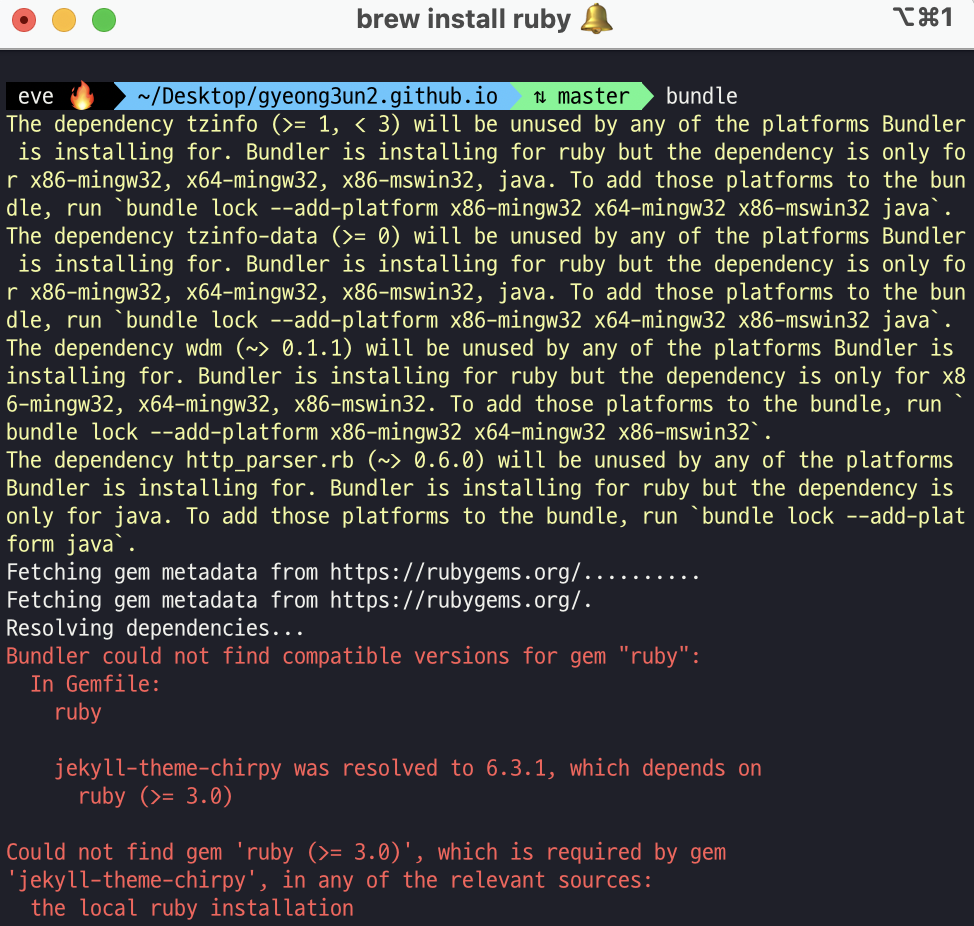 brew install ruby 🔔
⌥⌘1
eve 🔥 ~/Desktop/gyeong3un2.github.io ⇅ master bundle
The dependency tzinfo (>= 1, < 3) will be unused by any of the platforms Bundler
 is installing for. Bundler is installing for ruby but the dependency is only fo
r x86-mingw32, x64-mingw32, x86-mswin32, java. To add those platforms to the bun
dle, run `bundle lock --add-platform x86-mingw32 x64-mingw32 x86-mswin32 java`.
The dependency tzinfo-data (>= 0) will be unused by any of the platforms Bundler
 is installing for. Bundler is installing for ruby but the dependency is only fo
r x86-mingw32, x64-mingw32, x86-mswin32, java. To add those platforms to the bun
dle, run `bundle lock --add-platform x86-mingw32 x64-mingw32 x86-mswin32 java`.
The dependency wdm (~> 0.1.1) will be unused by any of the platforms Bundler is
installing for. Bundler is installing for ruby but the dependency is only for x8
6-mingw32, x64-mingw32, x86-mswin32. To add those platforms to the bundle, run `
bundle lock --add-platform x86-mingw32 x64-mingw32 x86-mswin32`.
The dependency http_parser.rb (~> 0.6.0) will be unused by any of the platforms
Bundler is installing for. Bundler is installing for ruby but the dependency is
only for java. To add those platforms to the bundle, run `bundle lock --add-plat
form java`.
Fetching gem metadata from https://rubygems.org/..........
Fetching gem metadata from https://rubygems.org/.
Resolving dependencies...
Bundler could not find compatible versions for gem "ruby":
  In Gemfile:
    ruby
    jekyll-theme-chirpy was resolved to 6.3.1, which depends on
      ruby (>= 3.0)
Could not find gem 'ruby (>= 3.0)', which is required by gem
'jekyll-theme-chirpy', in any of the relevant sources:
  the local ruby installation